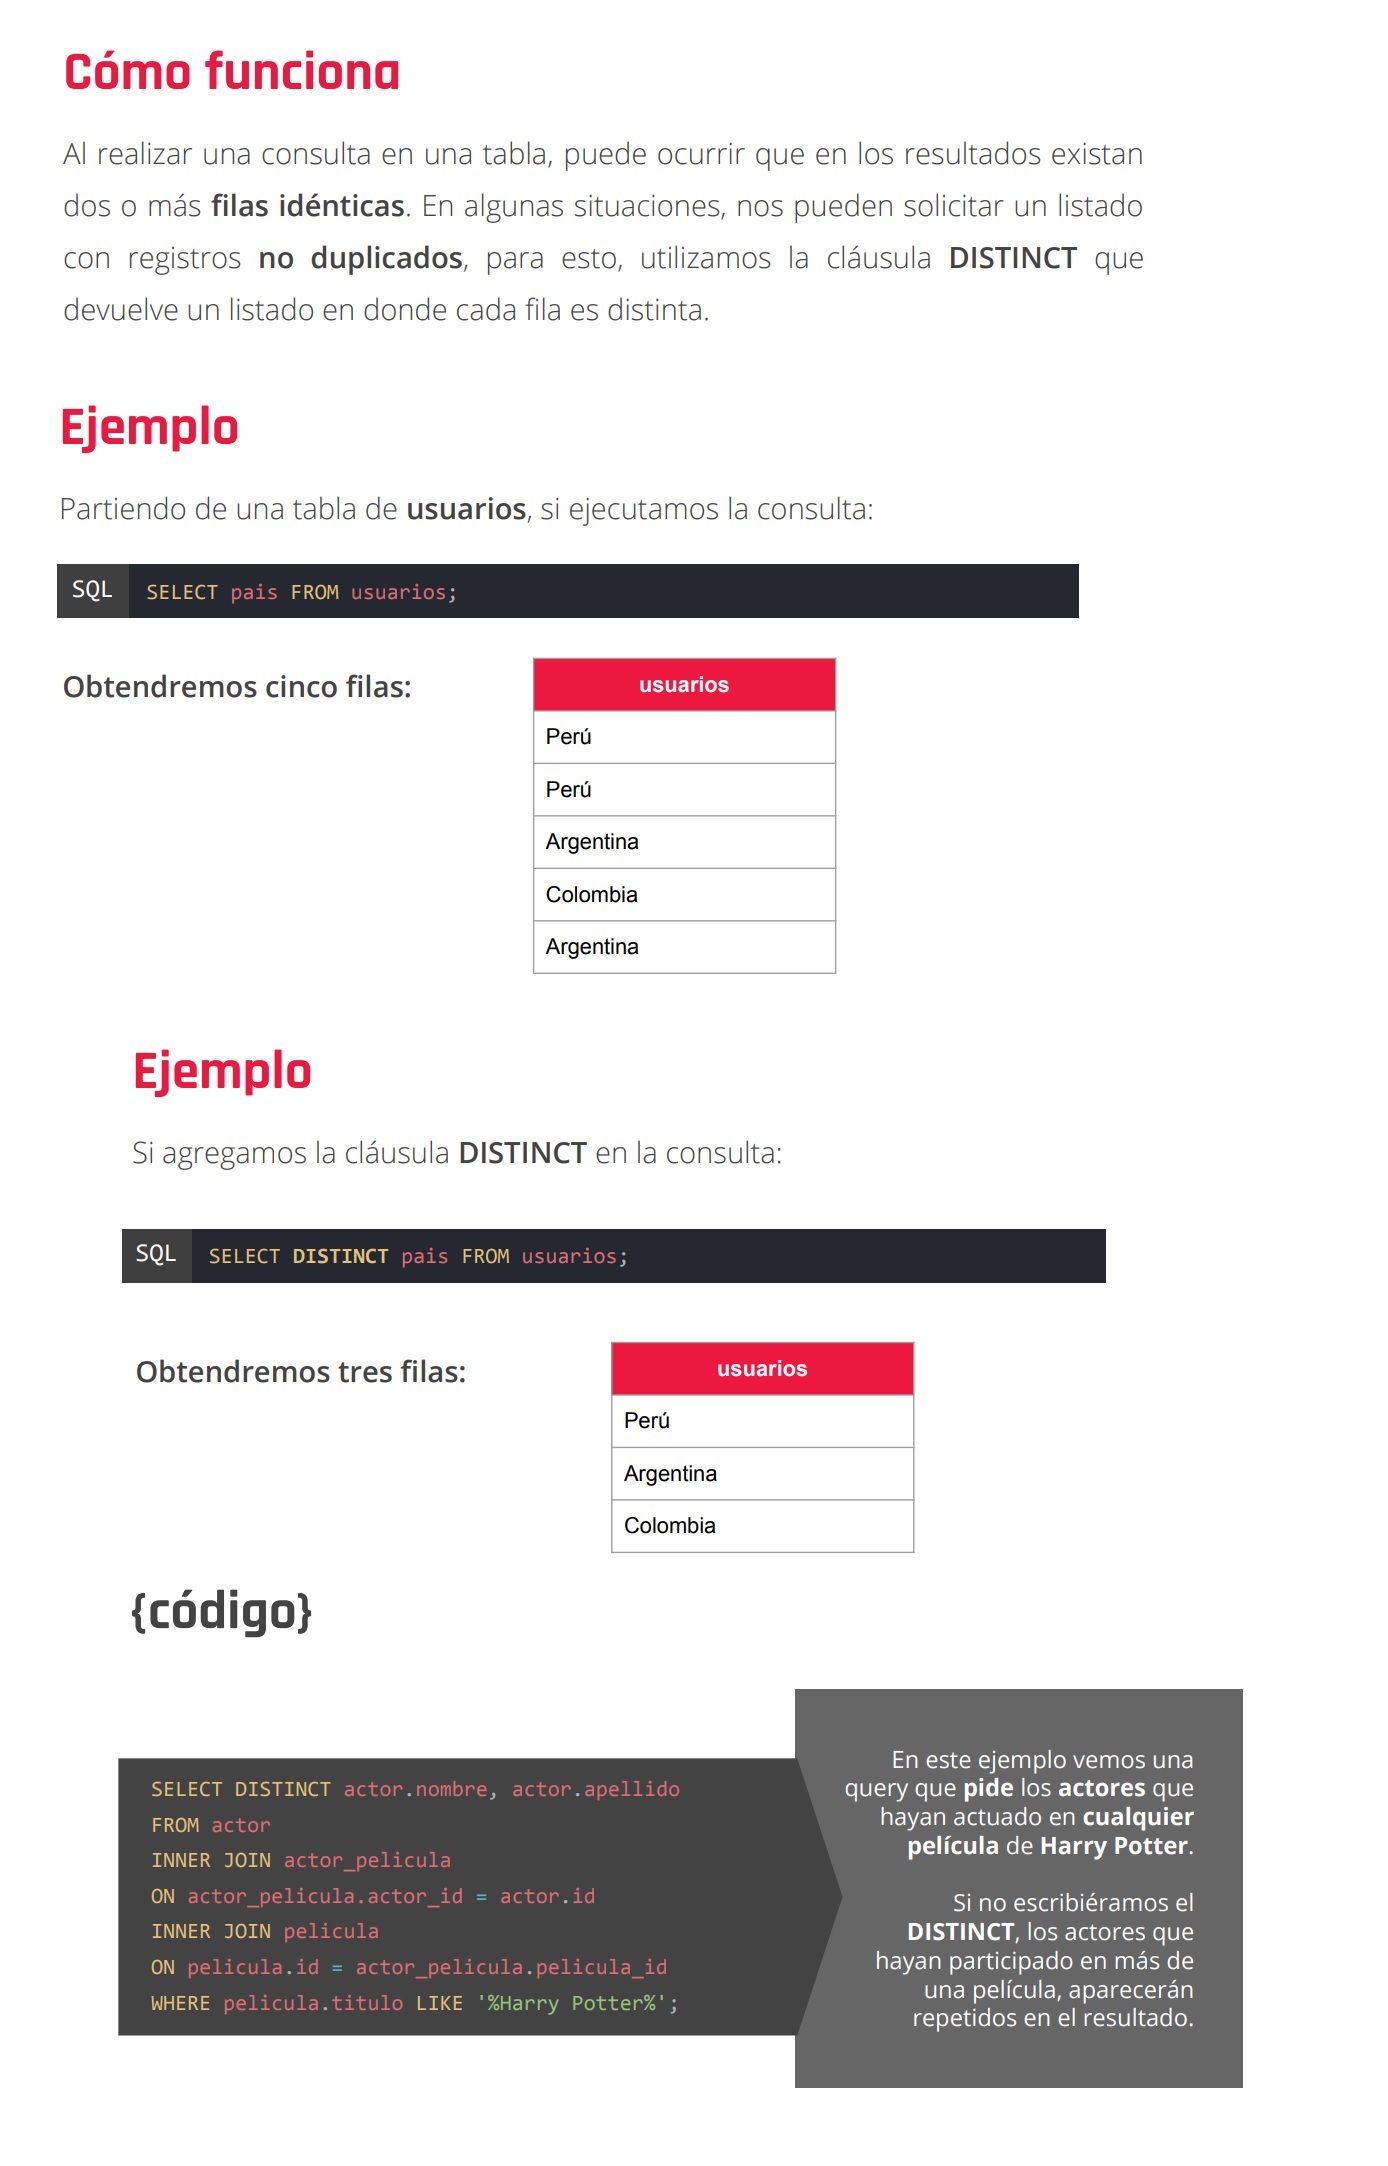 Cómo funciona
Al realizar una consulta en una tabla, puede ocurrir que en los resultados existan
dos o más filas idénticas. En algunas situaciones, nos pueden solicitar un listado
con registros no duplicados, para esto, utilizamos la cláusula DISTINCT que
devuelve un listado en donde cada fila es distinta.
Ejemplo
Partiendo de una tabla de usuarios, si ejecutamos la consulta:
SQL SELECT pais FROM usuarios;
Obtendremos cinco filas:
usuarios
Perú
Perú
Argentina
Colombia
Argentina
Ejemplo
Si agregamos la cláusula DISTINCT en la consulta:
SQL SELECT DISTINCT pais FROM usuarios;
Obtendremos tres filas:
usuarios
Perú
Argentina
Colombia
{código}
SELECT DISTINCT actor.nombre, actor.apellido
FROM actor
INNER JOIN actor_pelicula
ON actor_pelicula.actor_id = actor.id
INNER JOIN pelicula
ON pelicula.id = actor_pelicula.pelicula_id
WHERE pelicula.titulo LIKE '%Harry Potter%';
En este ejemplo vemos una
query que pide los actores que
hayan actuado en cualquier
película de Harry Potter.
Si no escribiéramos el
DISTINCT, los actores que
hayan participado en más de
una película, aparecerán
repetidos en el resultado.